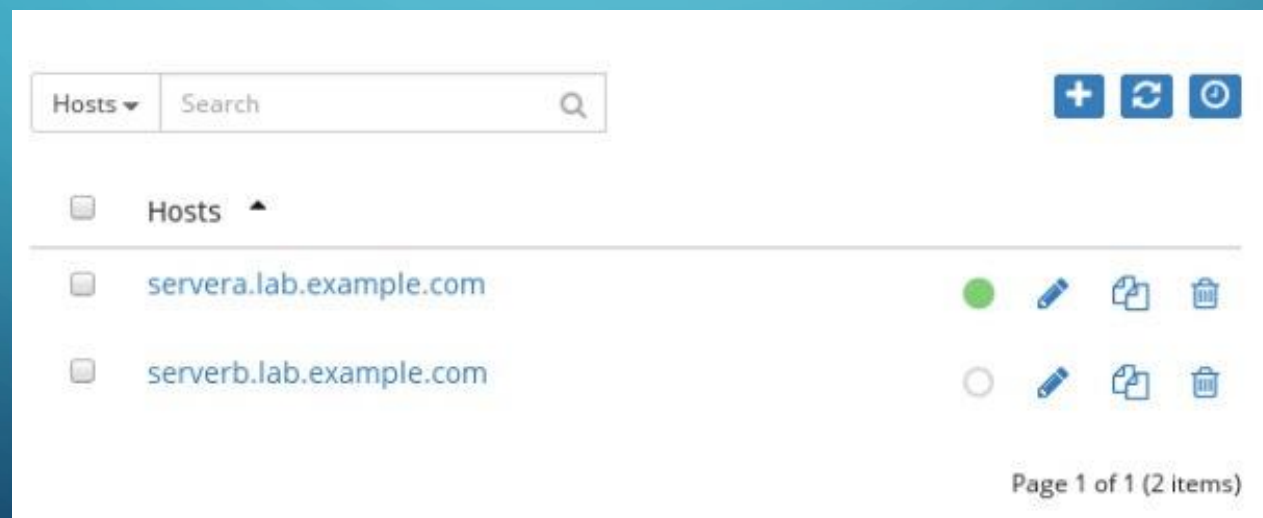 Hosts Search
Hosts
servera.lab.example.com
serverb.lab.example.com
Page 1 of 1 (2 items)